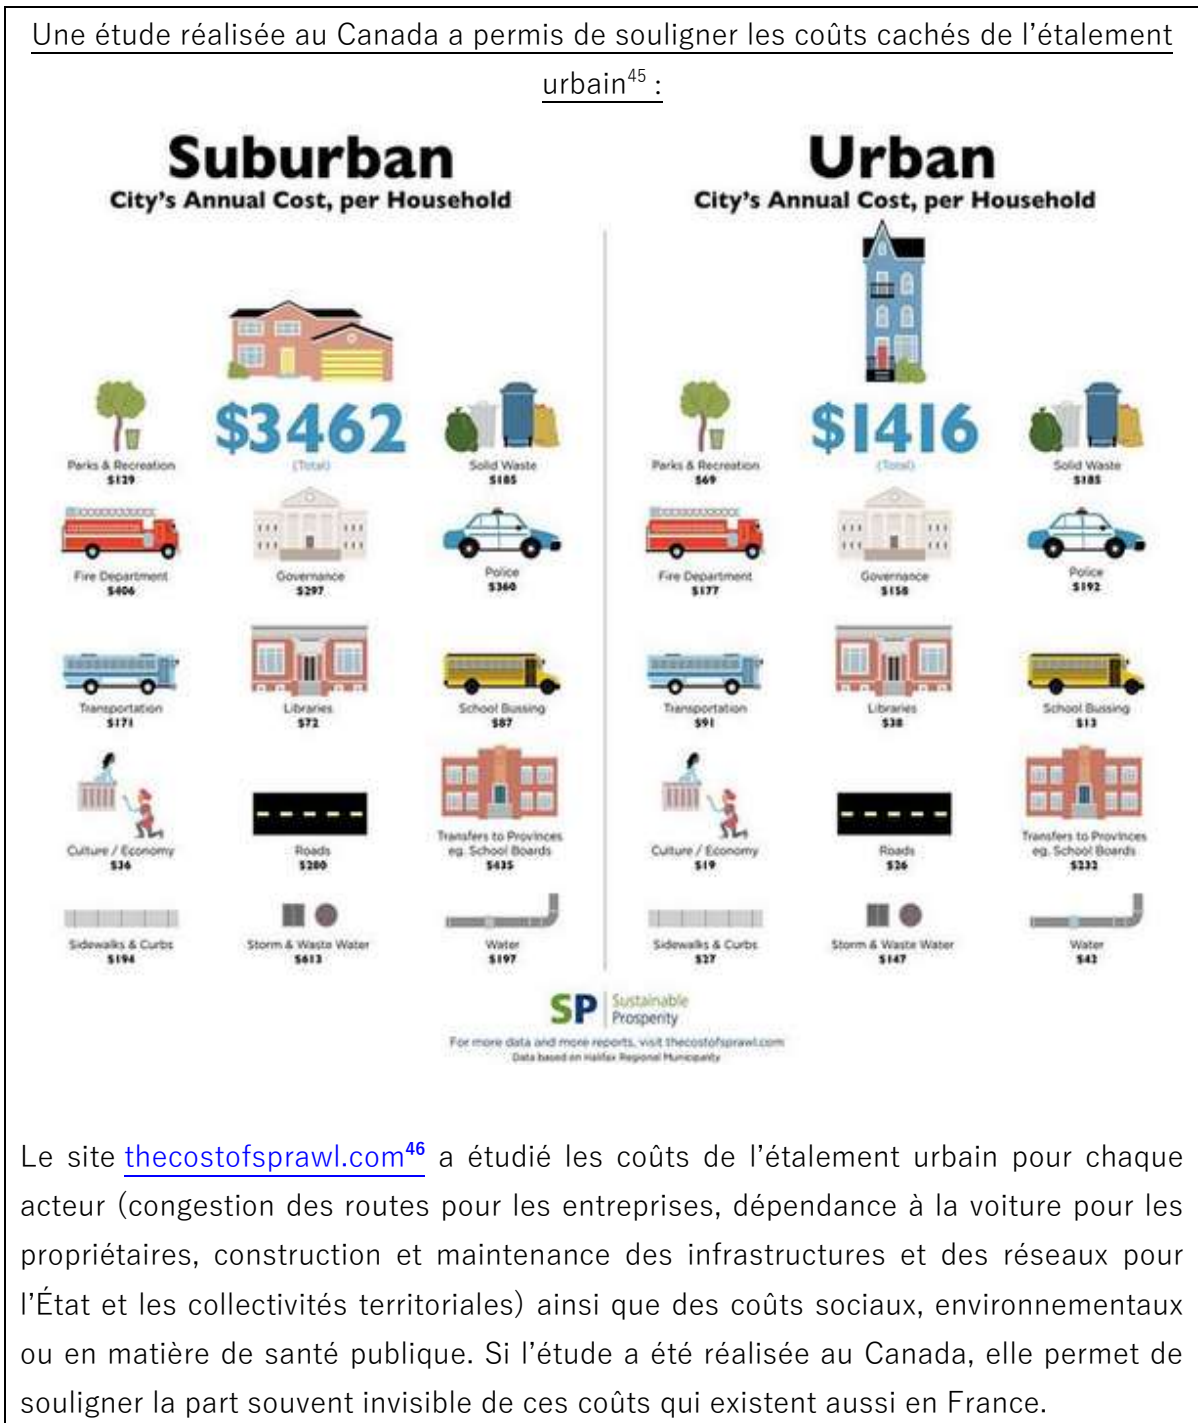 Une étude réalisée au Canada a permis de souligner les coûts cachés de l’étalement
urbain45 :
Suburban
City's Annual Cost, per Household
$3462
(Total)
Parks & Recreation
$129
Solid Waste
$185
Fire Department
$406
Governance
$297
Police
$360
Transportation
$171
Libraries
$72
School Bussing
$87
Culture / Economy
$36
Roads
$280
Transfers to Provinces
eg. School Boards
$435
Sidewalks & Curbs
$194
Storm & Waste Water
$613
Water
$197
Urban
City's Annual Cost, per Household
$1416
(Total)
Parks & Recreation
$69
Solid Waste
$185
Fire Department
$177
Governance
$158
Police
$192
Transportation
$91
Libraries
$38
School Bussing
$13
Culture / Economy
$19
Roads
$26
Transfers to Provinces
eg. School Boards
$232
Sidewalks & Curbs
$27
Storm & Waste Water
$147
Water
$42
SP Sustainable
Prosperity
For more data and more reports, visit thecostofsprawl.com
Data based on Halifax Regional Municipality
Le site thecostofsprawl.com46 a étudié les coûts de l’étalement urbain pour chaque
acteur (congestion des routes pour les entreprises, dépendance à la voiture pour les
propriétaires, construction et maintenance des infrastructures et des réseaux pour
l’État et les collectivités territoriales) ainsi que des coûts sociaux, environnementaux
ou en matière de santé publique. Si l’étude a été réalisée au Canada, elle permet de
souligner la part souvent invisible de ces coûts qui existent aussi en France.